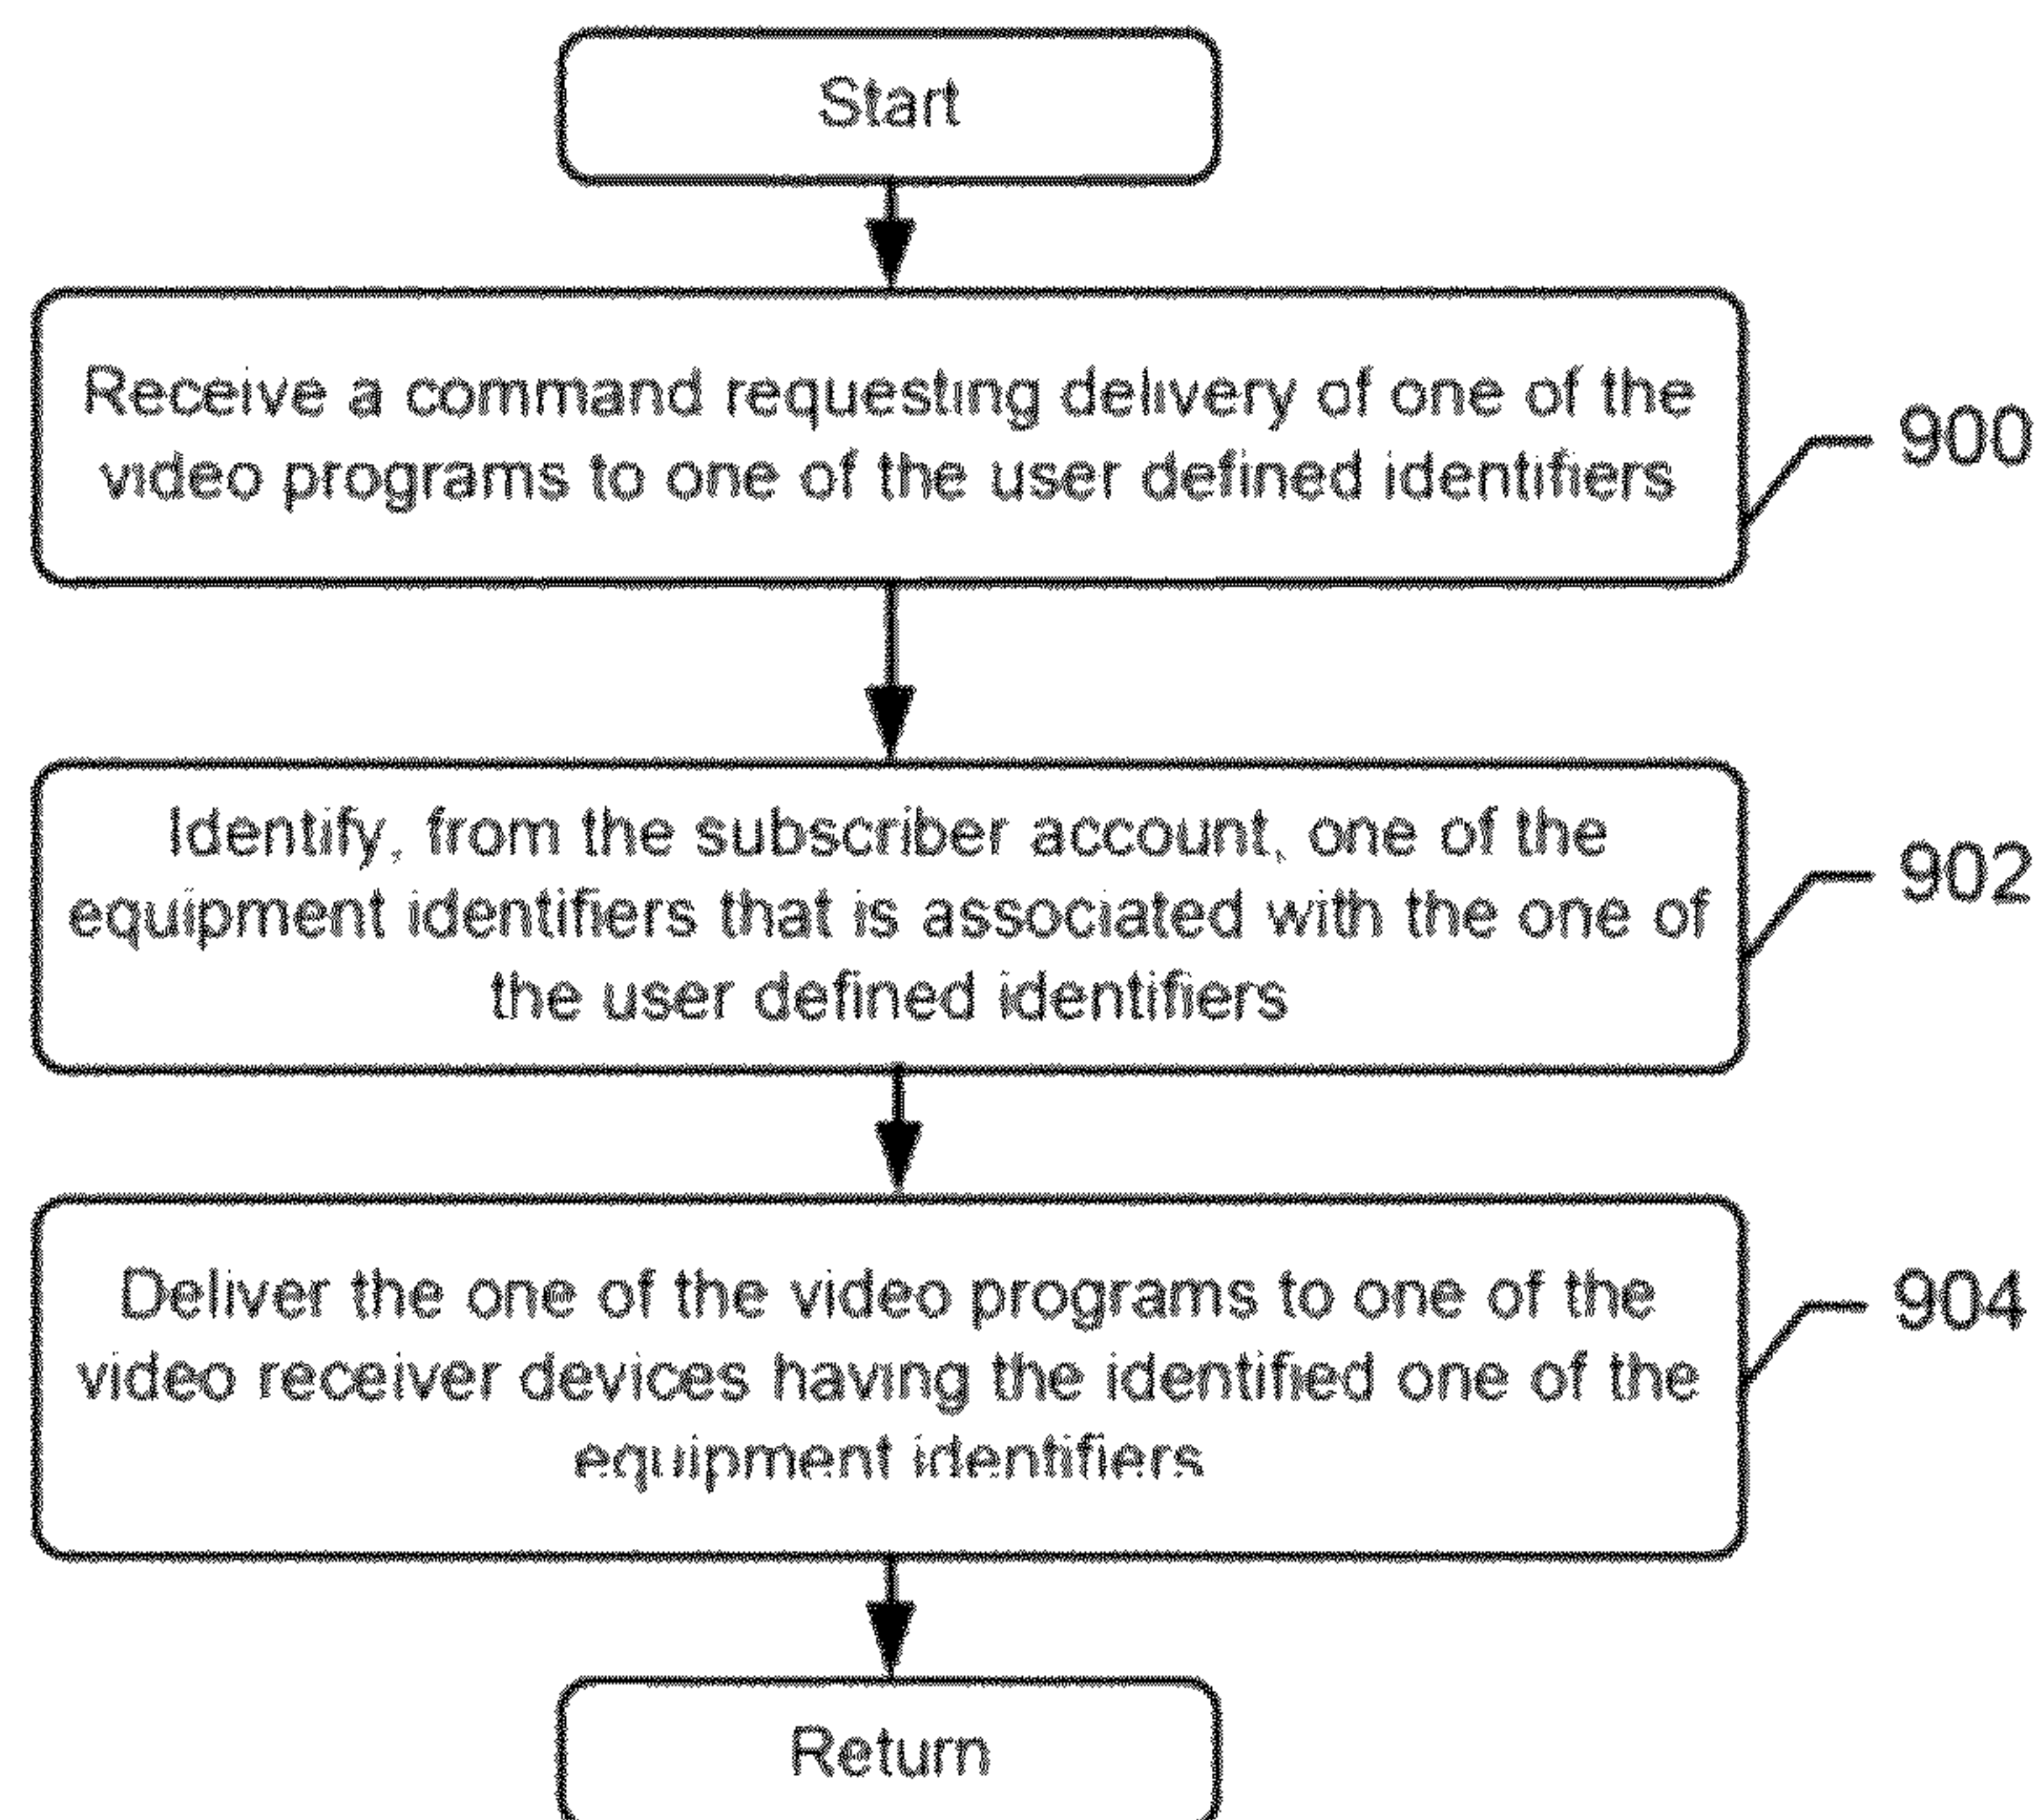 Start
Receive a command requesting delivery of one of the
video programs to one of the user defined identifiers
900
Identify, from the subscriber account, one of the
equipment identifiers that is associated with the one of
the user defined identifiers
902
Deliver the one of the video programs to one of the
video receiver devices having the identified one of the
equipment identifiers
904
Return